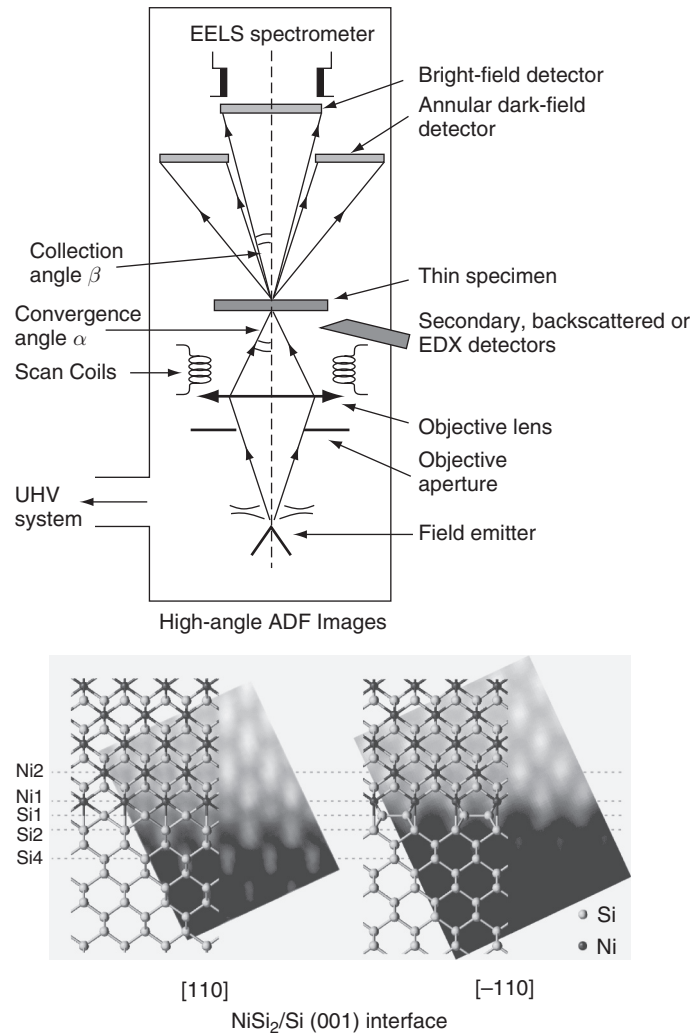 EELS spectrometer
Bright-field detector
Annular dark-field
detector
Collection
angle β
Thin specimen
Convergence
angle α
Secondary, backscattered or
EDX detectors
Scan Coils
Objective lens
Objective
aperture
UHV
system
Field emitter
High-angle ADF Images
Ni2
Ni1
Si1
Si2
Si4
Si
Ni
[110]
[–110]
NiSi₂/Si (001) interface